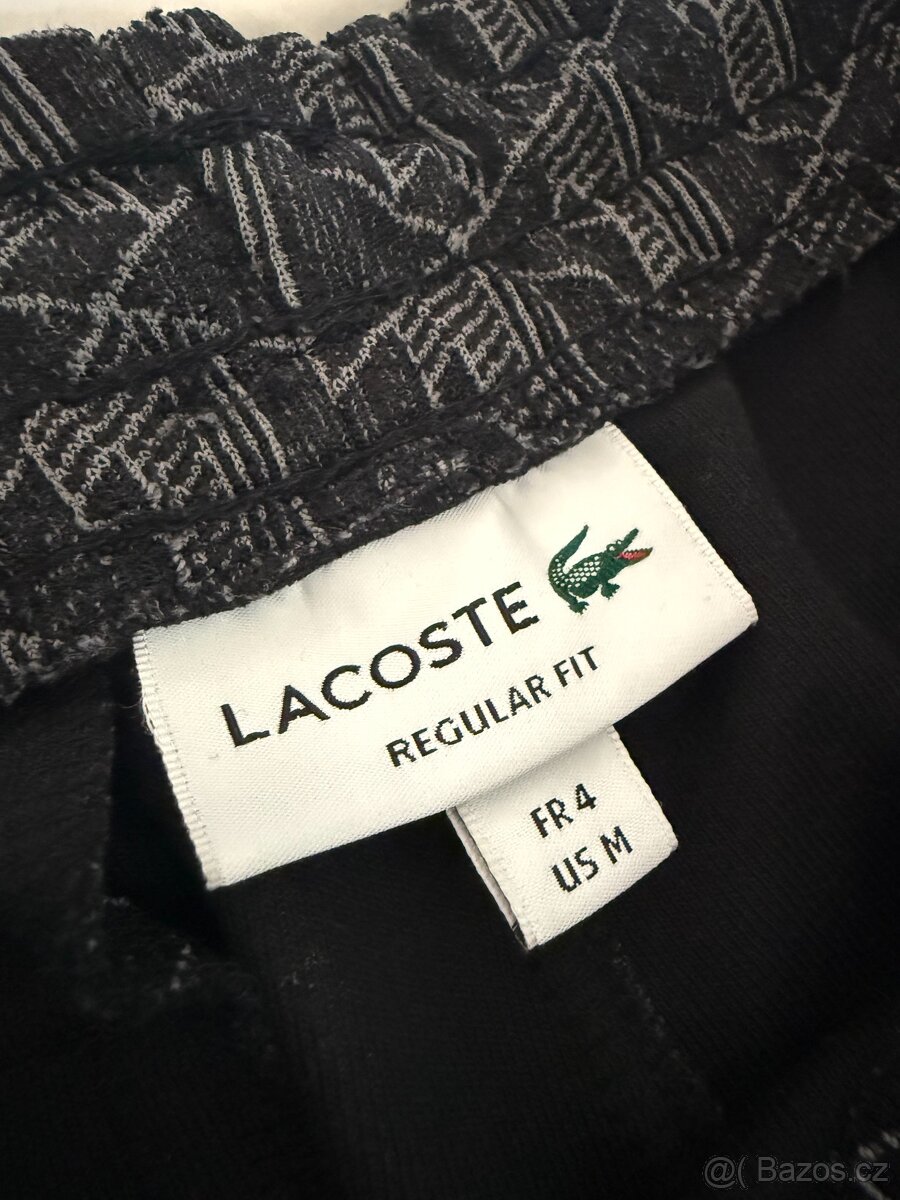 LACOSTE
REGULAR FIT
FR 4
US M
@( Bazos.cz